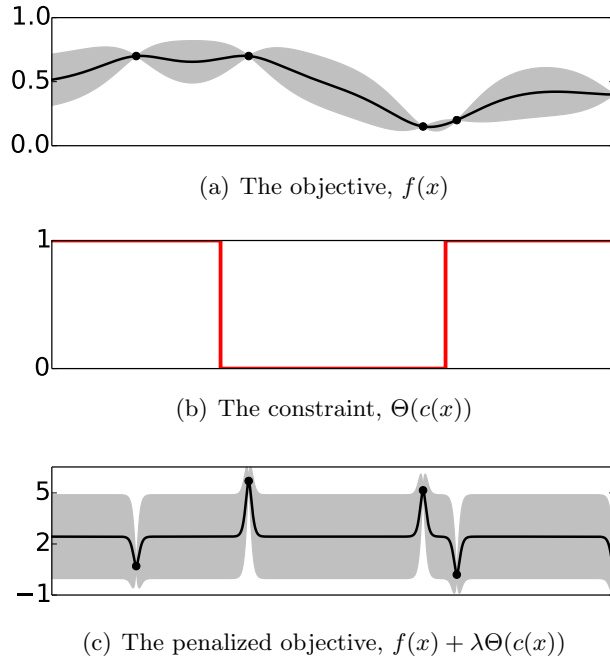 1.0
0.5
0.0
(a) The objective, f(x)
1
0
(b) The constraint, Θ(c(x))
5
2
−1
(c) The penalized objective, f(x) + λΘ(c(x))